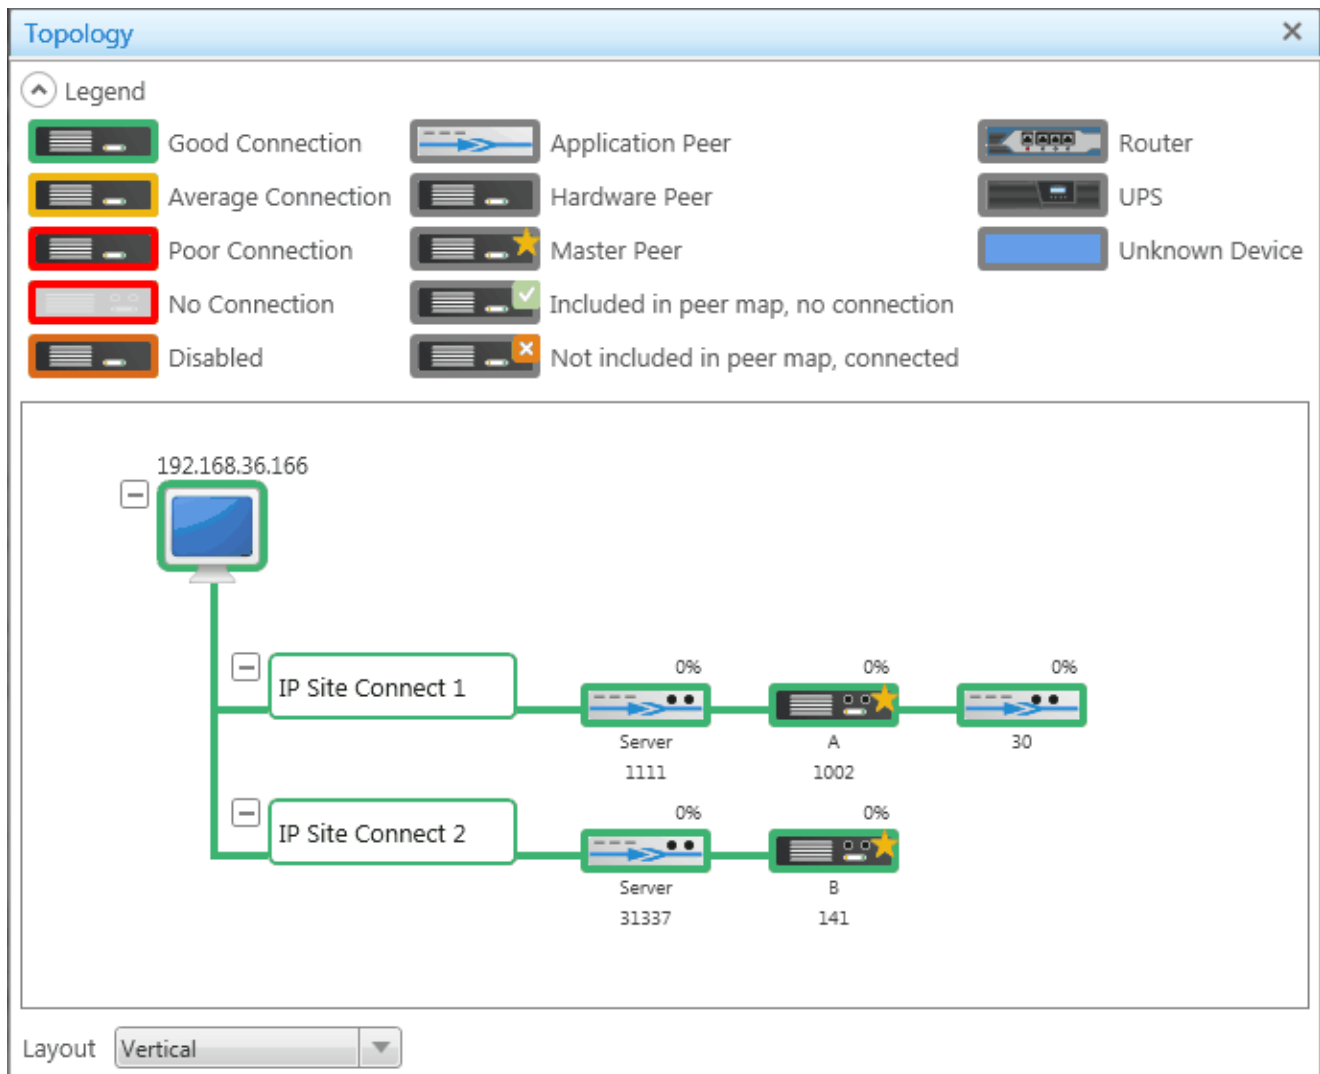 Topology
Legend
Good Connection
Application Peer
Router
Average Connection
Hardware Peer
UPS
Poor Connection
Master Peer
Unknown Device
No Connection
Included in peer map, no connection
Disabled
Not included in peer map, connected
192.168.36.166
IP Site Connect 1
0%
0%
0%
Server
A
30
1111
1002
IP Site Connect 2
0%
0%
Server
B
31337
141
Layout
Vertical